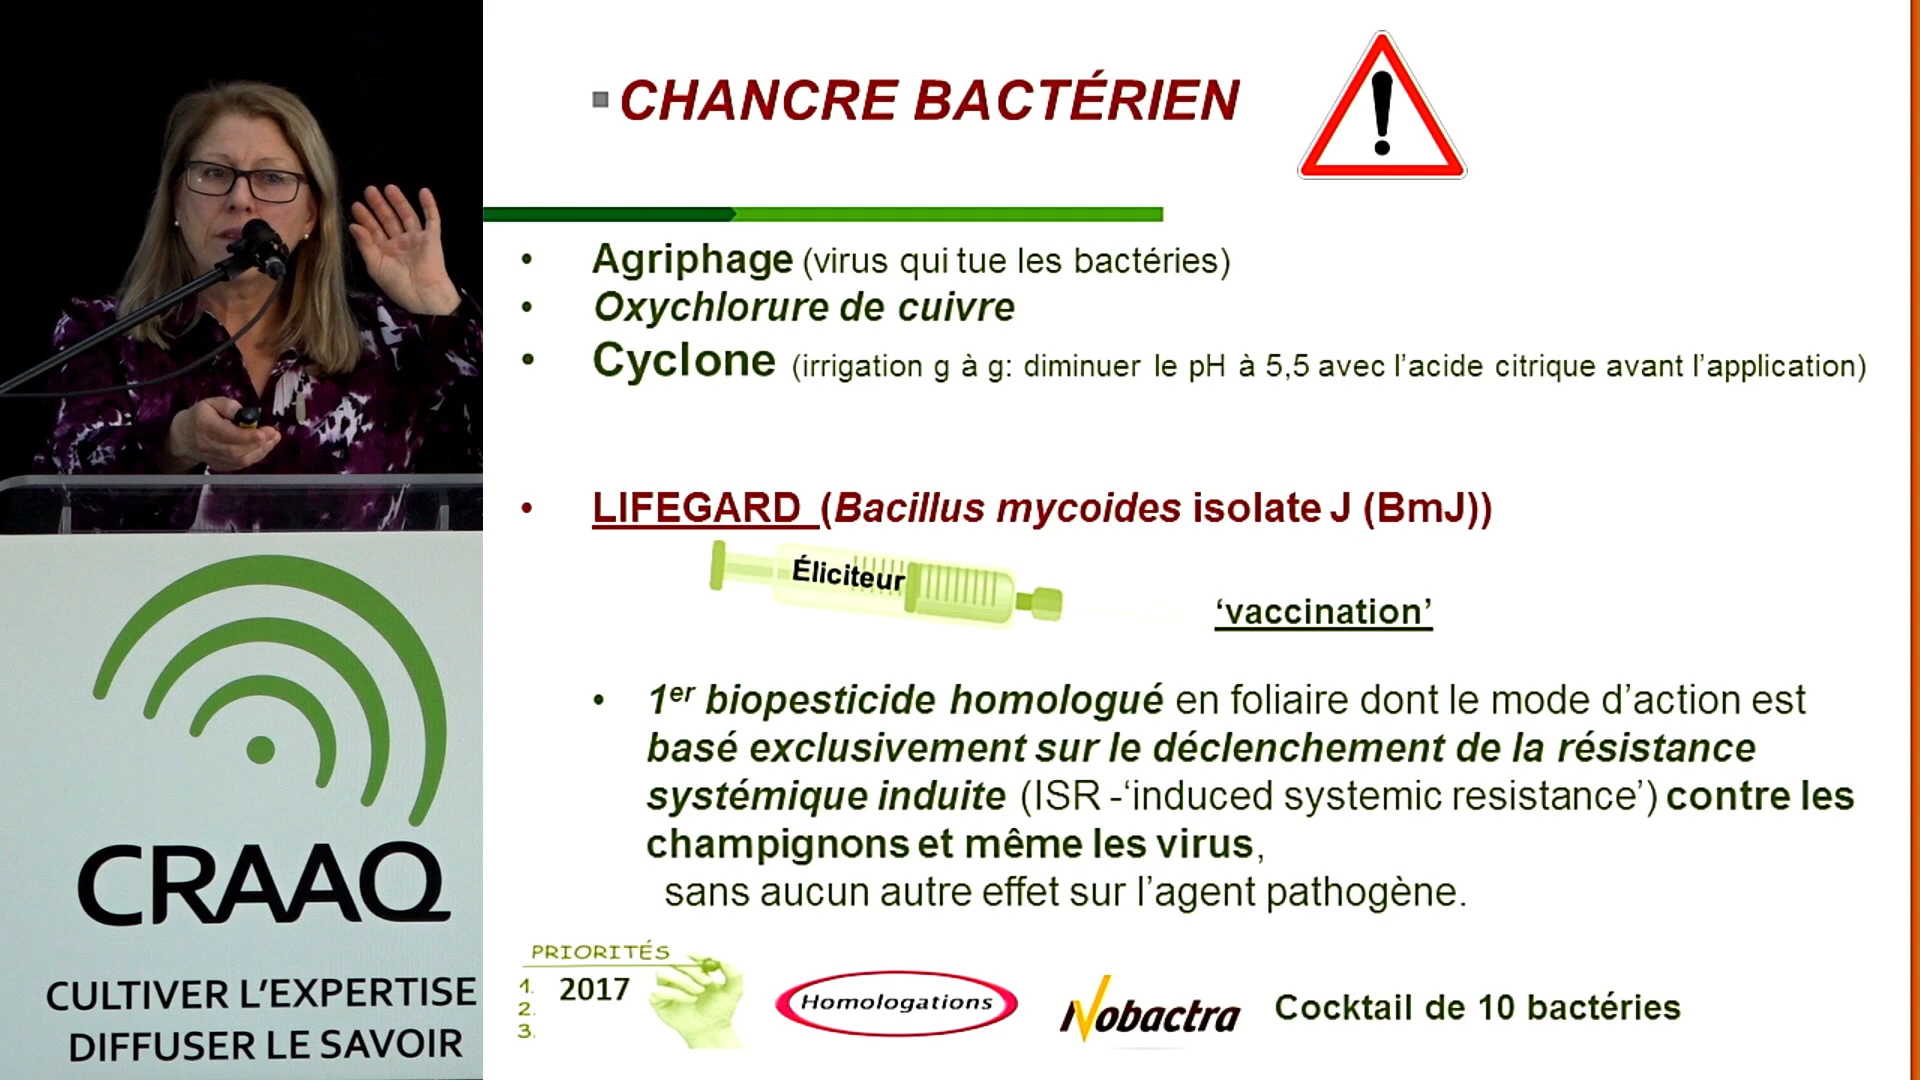 CHANCRE BACTÉRIEN
Agriphage (virus qui tue les bactéries)
Oxychlorure de cuivre
Cyclone (irrigation g à g: diminuer le pH à 5,5 avec l'acide citrique avant l'application)
LIFEGARD (Bacillus mycoides isolate J (BmJ))
Éliciteur
'vaccination'
1er biopesticide homologué en foliaire dont le mode d'action est
basé exclusivement sur le déclenchement de la résistance
systémique induite (ISR -'induced systemic resistance') contre les
champignons et même les virus,
sans aucun autre effet sur l'agent pathogène.
PRIORITÉS
1. 2017
2.
3.
Homologations
Nobactra
Cocktail de 10 bactéries
CRAAQ
CULTIVER L'EXPERTISE
DIFFUSER LE SAVOIR